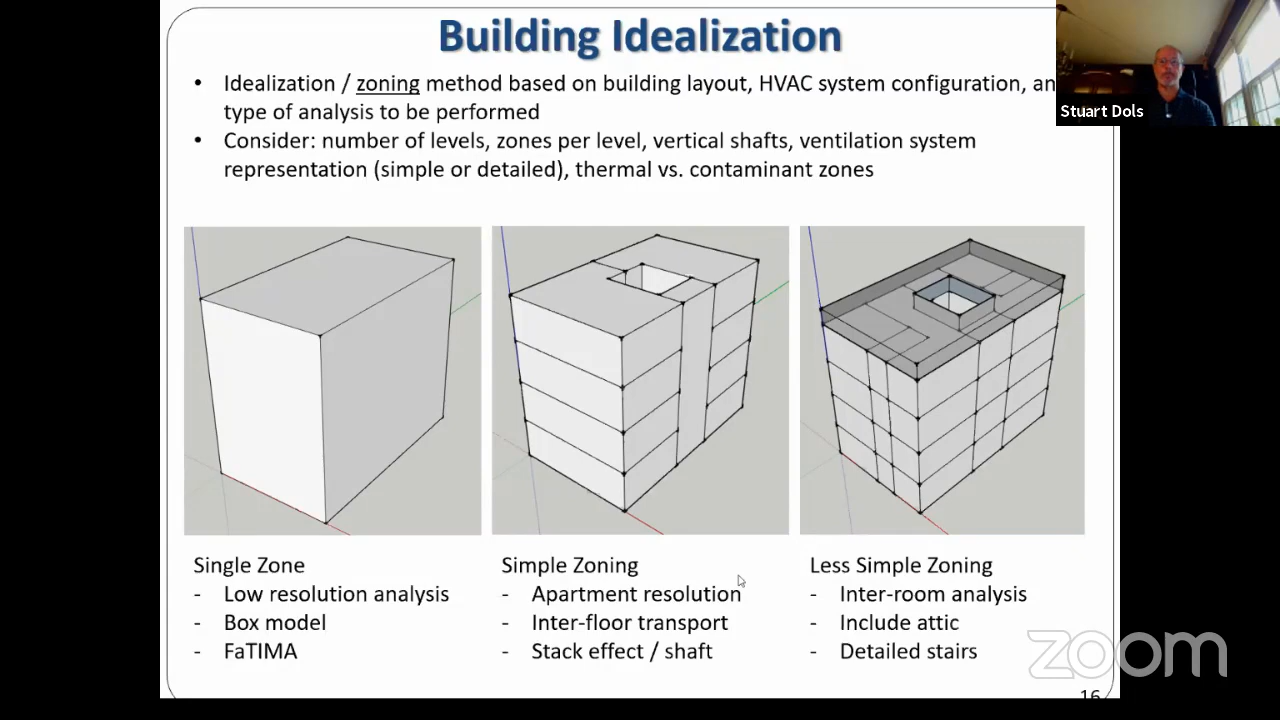 Building Idealization
• Idealization / zoning method based on building layout, HVAC system configuration, an
type of analysis to be performed
• Consider: number of levels, zones per level, vertical shafts, ventilation system
representation (simple or detailed), thermal vs. contaminant zones
Stuart Dols
Single Zone
- Low resolution analysis
- Box model
- FaTIMA
Simple Zoning
- Apartment resolution
- Inter-floor transport
- Stack effect / shaft
Less Simple Zoning
- Inter-room analysis
- Include attic
- Detailed stairs
zoom
16